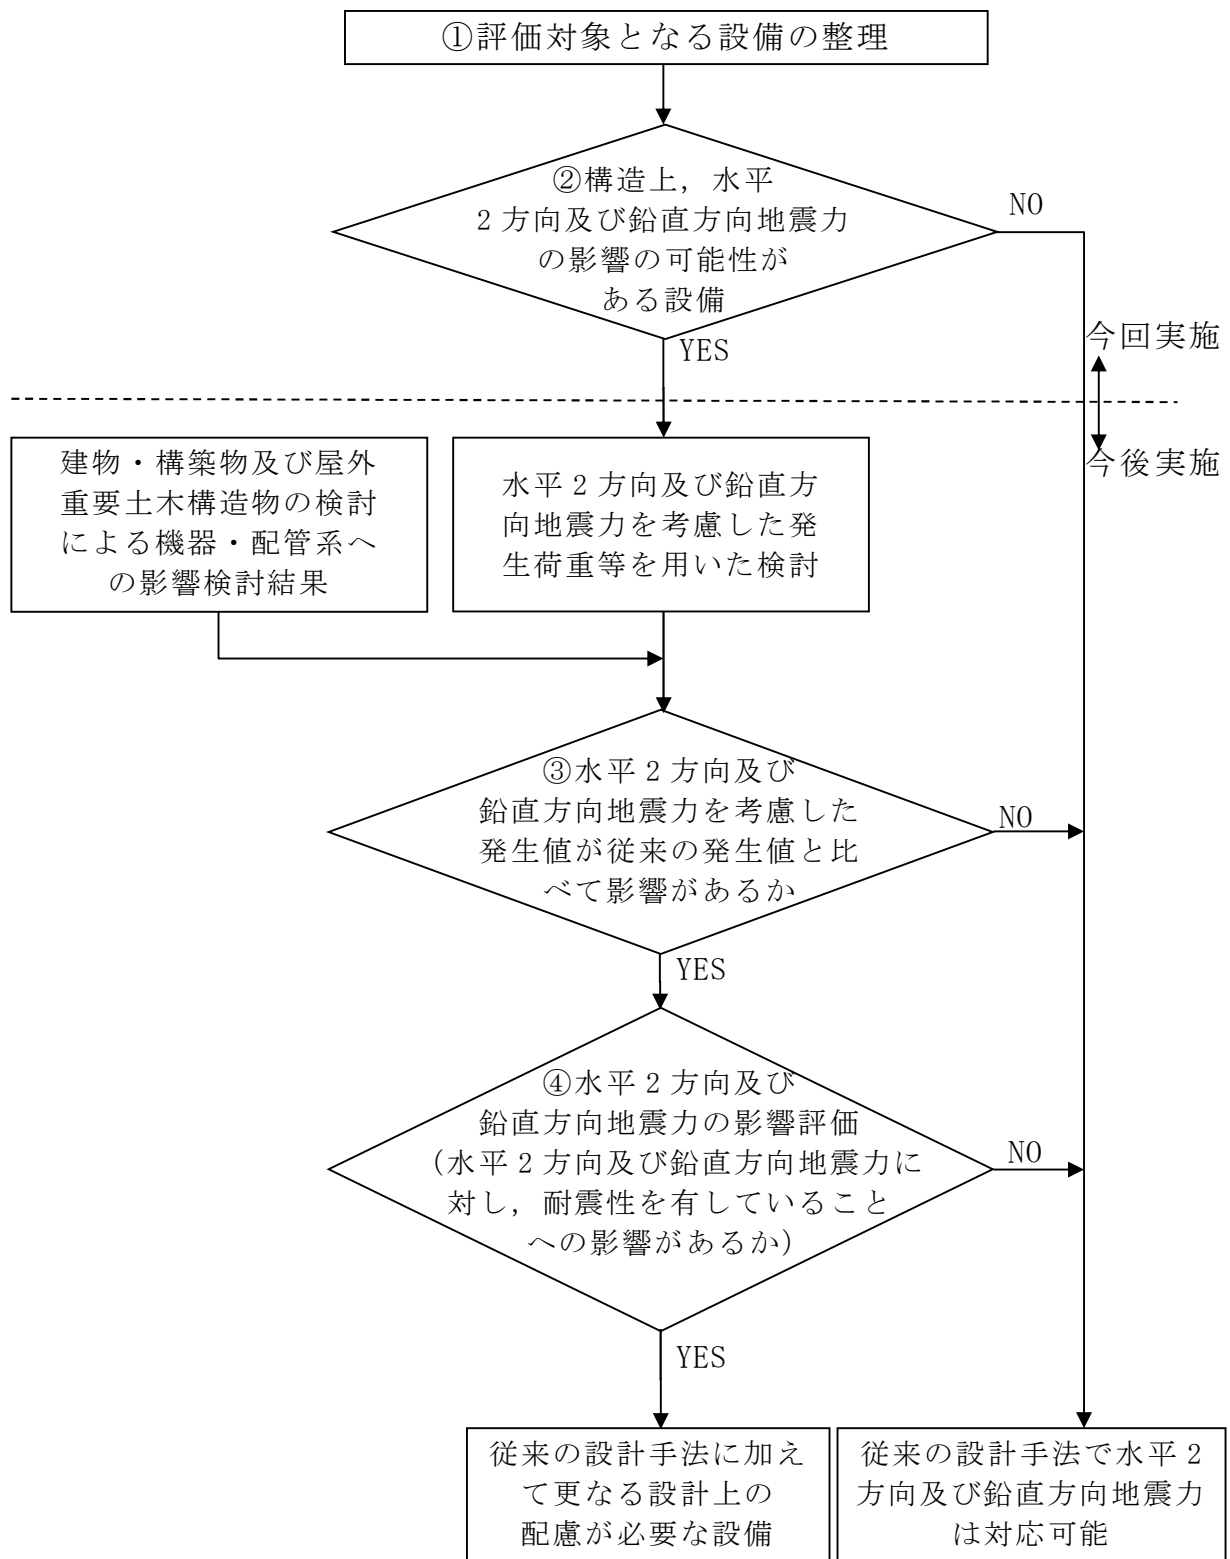 ①評価対象となる設備の整理
②構造上，水平
2方向及び鉛直方向地震力
の影響の可能性が
ある設備
NO
YES
今回実施
今後実施
建物・構築物及び屋外
重要土木構造物の検討
による機器・配管系へ
の影響検討結果
水平2方向及び鉛直方
向地震力を考慮した発
生荷重等を用いた検討
③水平2方向及び
鉛直方向地震力を考慮した
発生値が従来の発生値と比
べて影響があるか
NO
YES
④水平2方向及び
鉛直方向地震力の影響評価
（水平2方向及び鉛直方向地震力に
対し，耐震性を有していること
への影響があるか）
NO
YES
従来の設計手法に加え
て更なる設計上の
配慮が必要な設備
従来の設計手法で水平2
方向及び鉛直方向地震力
は対応可能